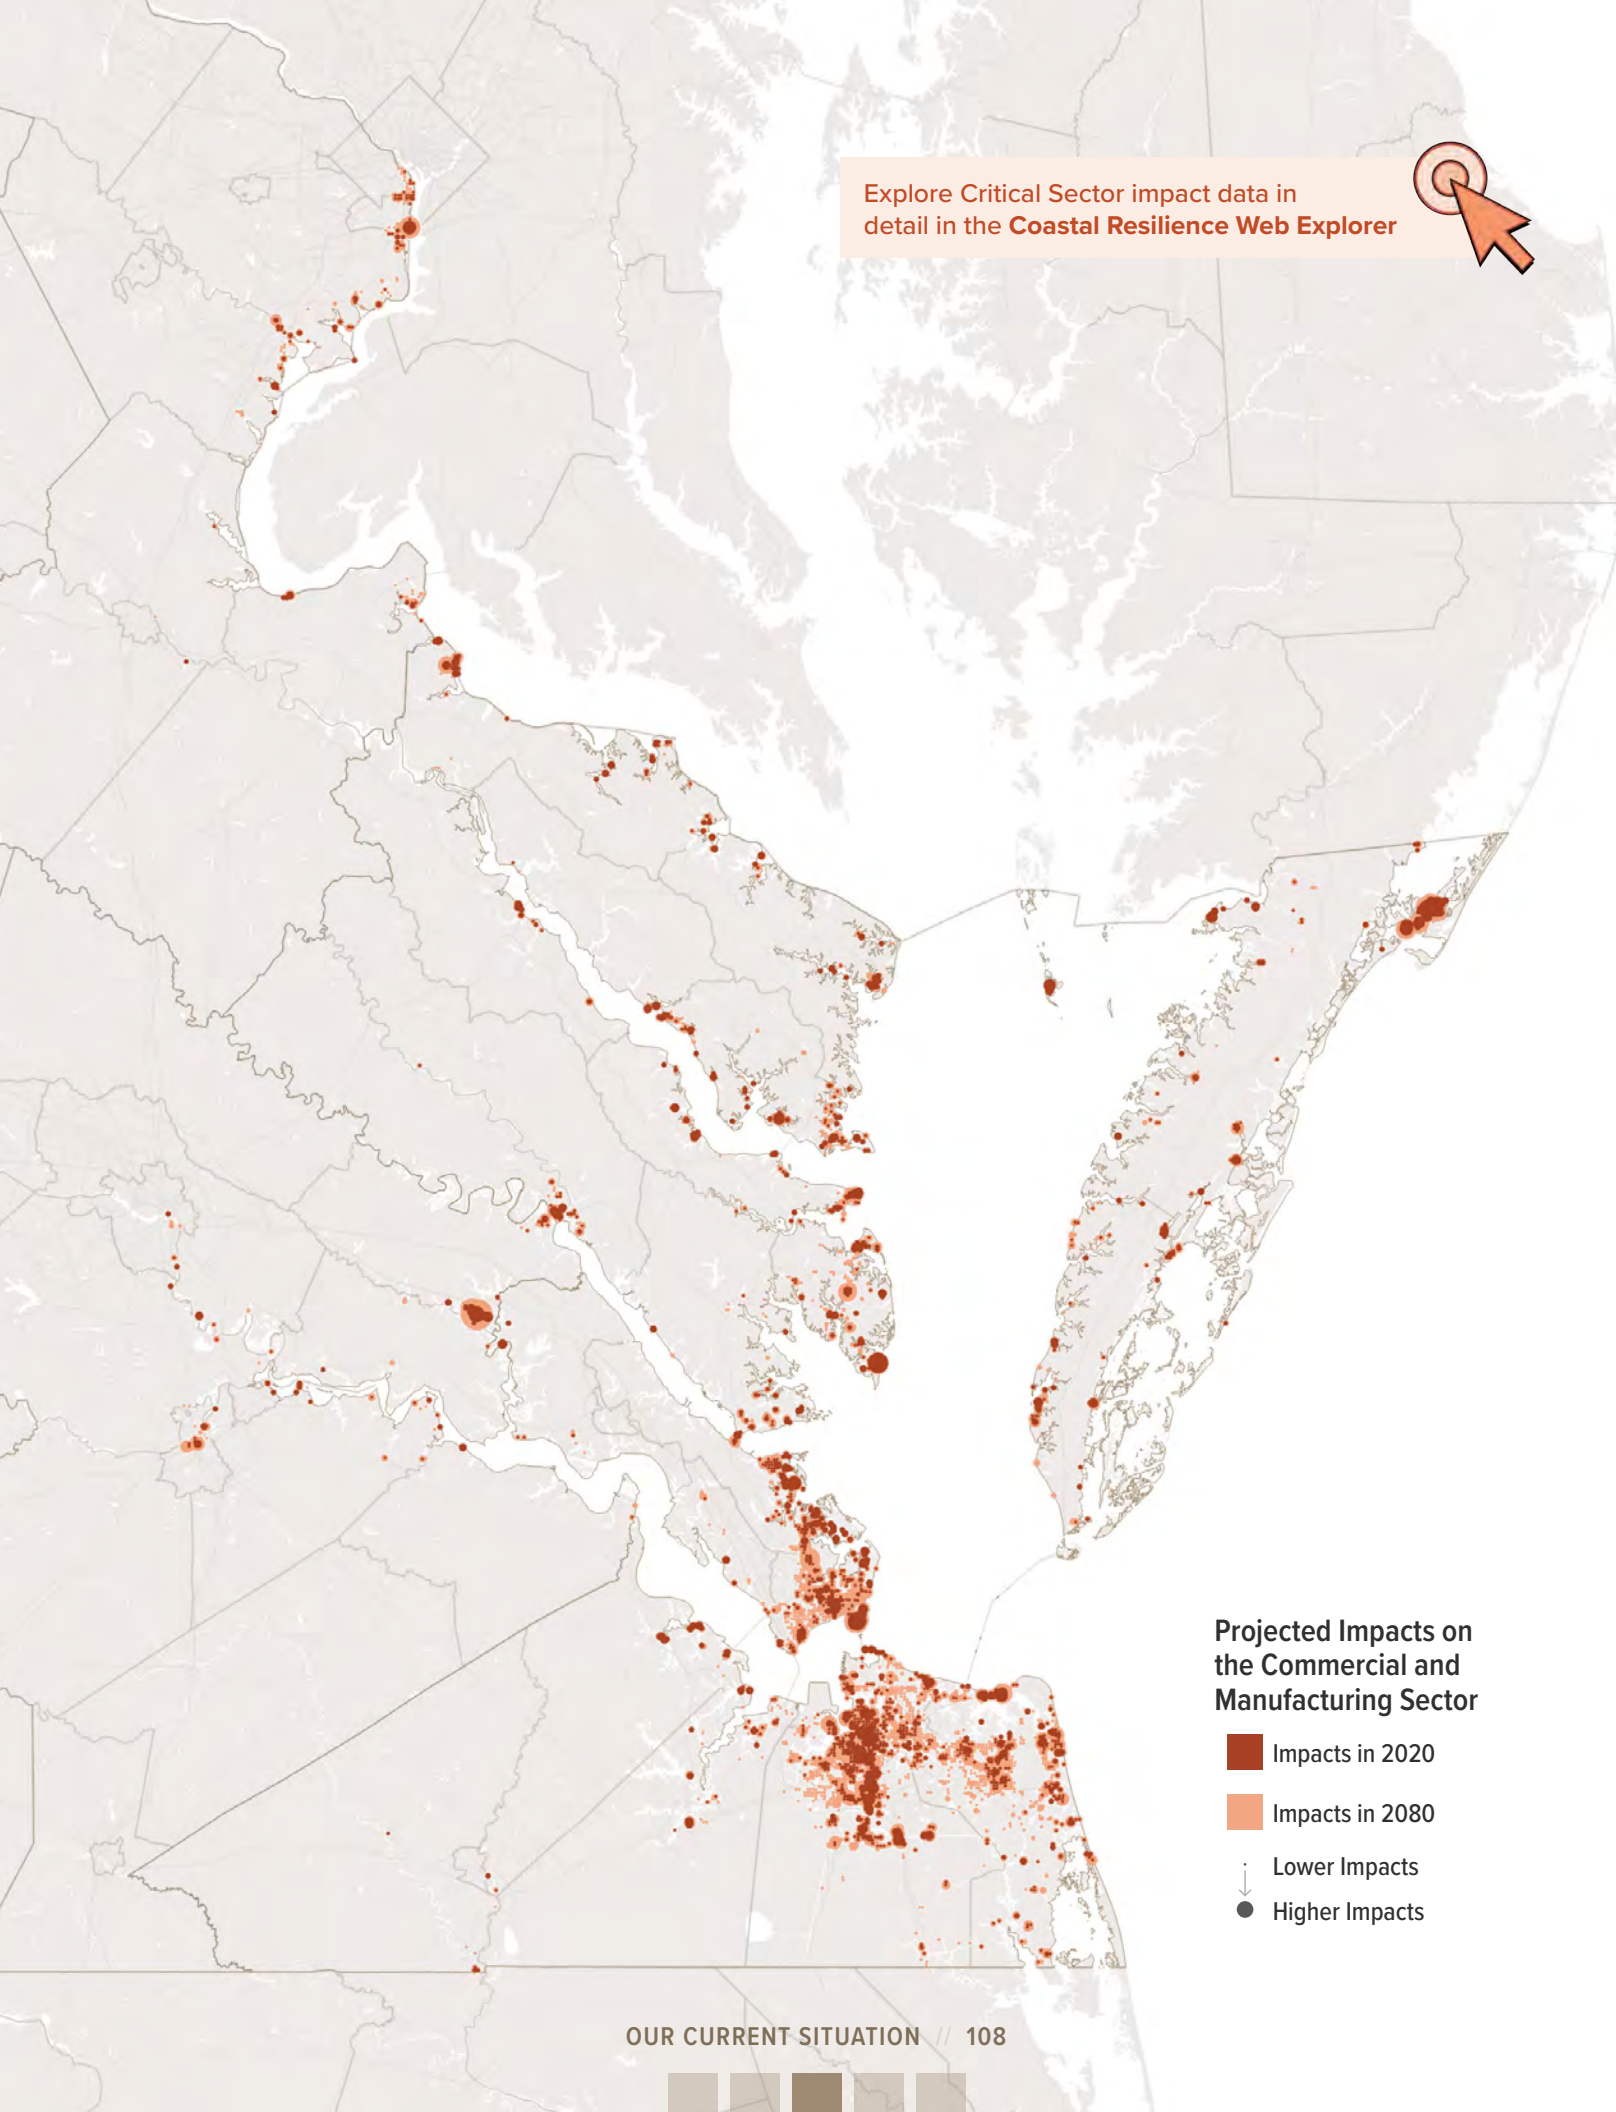 Explore Critical Sector impact data in
detail in the Coastal Resilience Web Explorer
Projected Impacts on
the Commercial and
Manufacturing Sector
Impacts in 2020
Impacts in 2080
Lower Impacts
Higher Impacts
OUR CURRENT SITUATION // 108